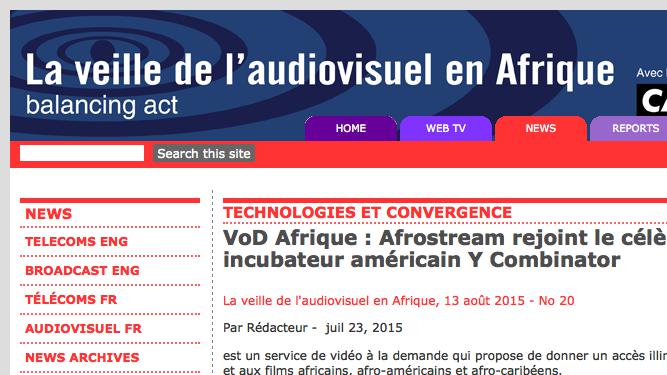 La veille de l'audiovisuel en Afrique
balancing act
Avec
HOME
WEB TV
NEWS
REPORTS
Search this site
NEWS
TELECOMS ENG
BROADCAST ENG
TÉLÉCOMS FR
AUDIOVISUEL FR
NEWS ARCHIVES
TECHNOLOGIES ET CONVERGENCE
VoD Afrique : Afrostream rejoint le célè
incubateur américain Y Combinator
La veille de l'audiovisuel en Afrique, 13 août 2015 - No 20
Par Rédacteur - juil 23, 2015
est un service de vidéo à la demande qui propose de donner un accès illim
et aux films africains, afro-américains et afro-caribéens.